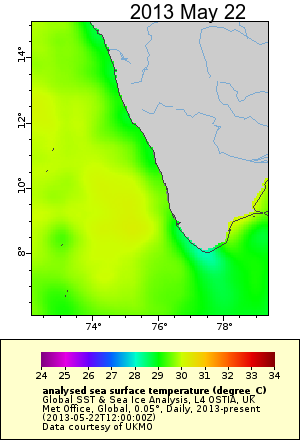 2013 May 22
14°
12°
10°
8°
74° 76° 78°
24 25 26 27 28 29 30 31 32 33 34
analysed sea surface temperature (degree_C)
Global SST & Sea Ice Analysis, L4 OSTIA, UK
Met Office, Global, 0.05°, Daily, 2013-present
(2013-05-22T12:00:00Z)
Data courtesy of UKMO